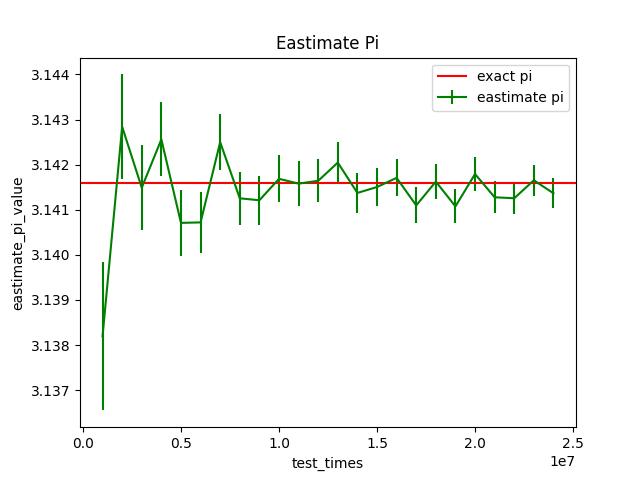 Eastimate Pi
exact pi
eastimate pi
3.144
3.143
3.142
3.141
3.140
3.139
3.138
3.137
eastimate_pi_value
0.0 0.5 1.0 1.5 2.0 2.5
1e7
test_times